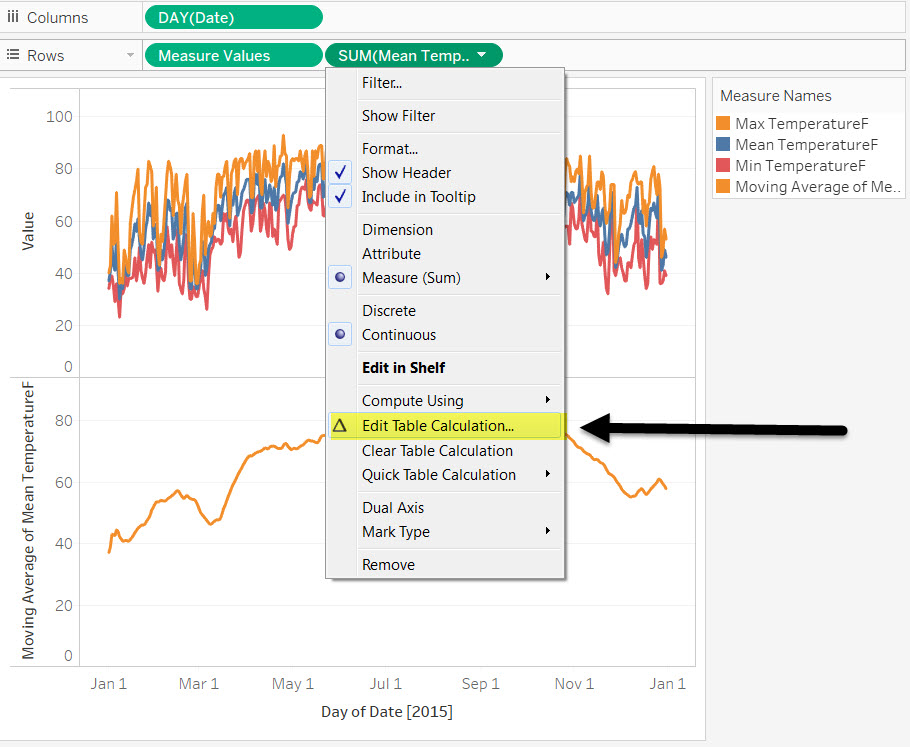 Columns
DAY(Date)
Rows
Measure Values
SUM(Mean Temp..
Filter...
Show Filter
Format...
Show Header
Include in Tooltip
Dimension
Attribute
Measure (Sum)
Discrete
Continuous
Edit in Shelf
Compute Using
Edit Table Calculation...
Clear Table Calculation
Quick Table Calculation
Dual Axis
Mark Type
Remove
Measure Names
Max TemperatureF
Mean TemperatureF
Min TemperatureF
Moving Average of Me..
Value
100
80
60
40
20
0
Moving Average of Mean TemperatureF
80
60
40
20
0
Jan 1
Mar 1
May 1
Jul 1
Sep 1
Nov 1
Jan 1
Day of Date [2015]